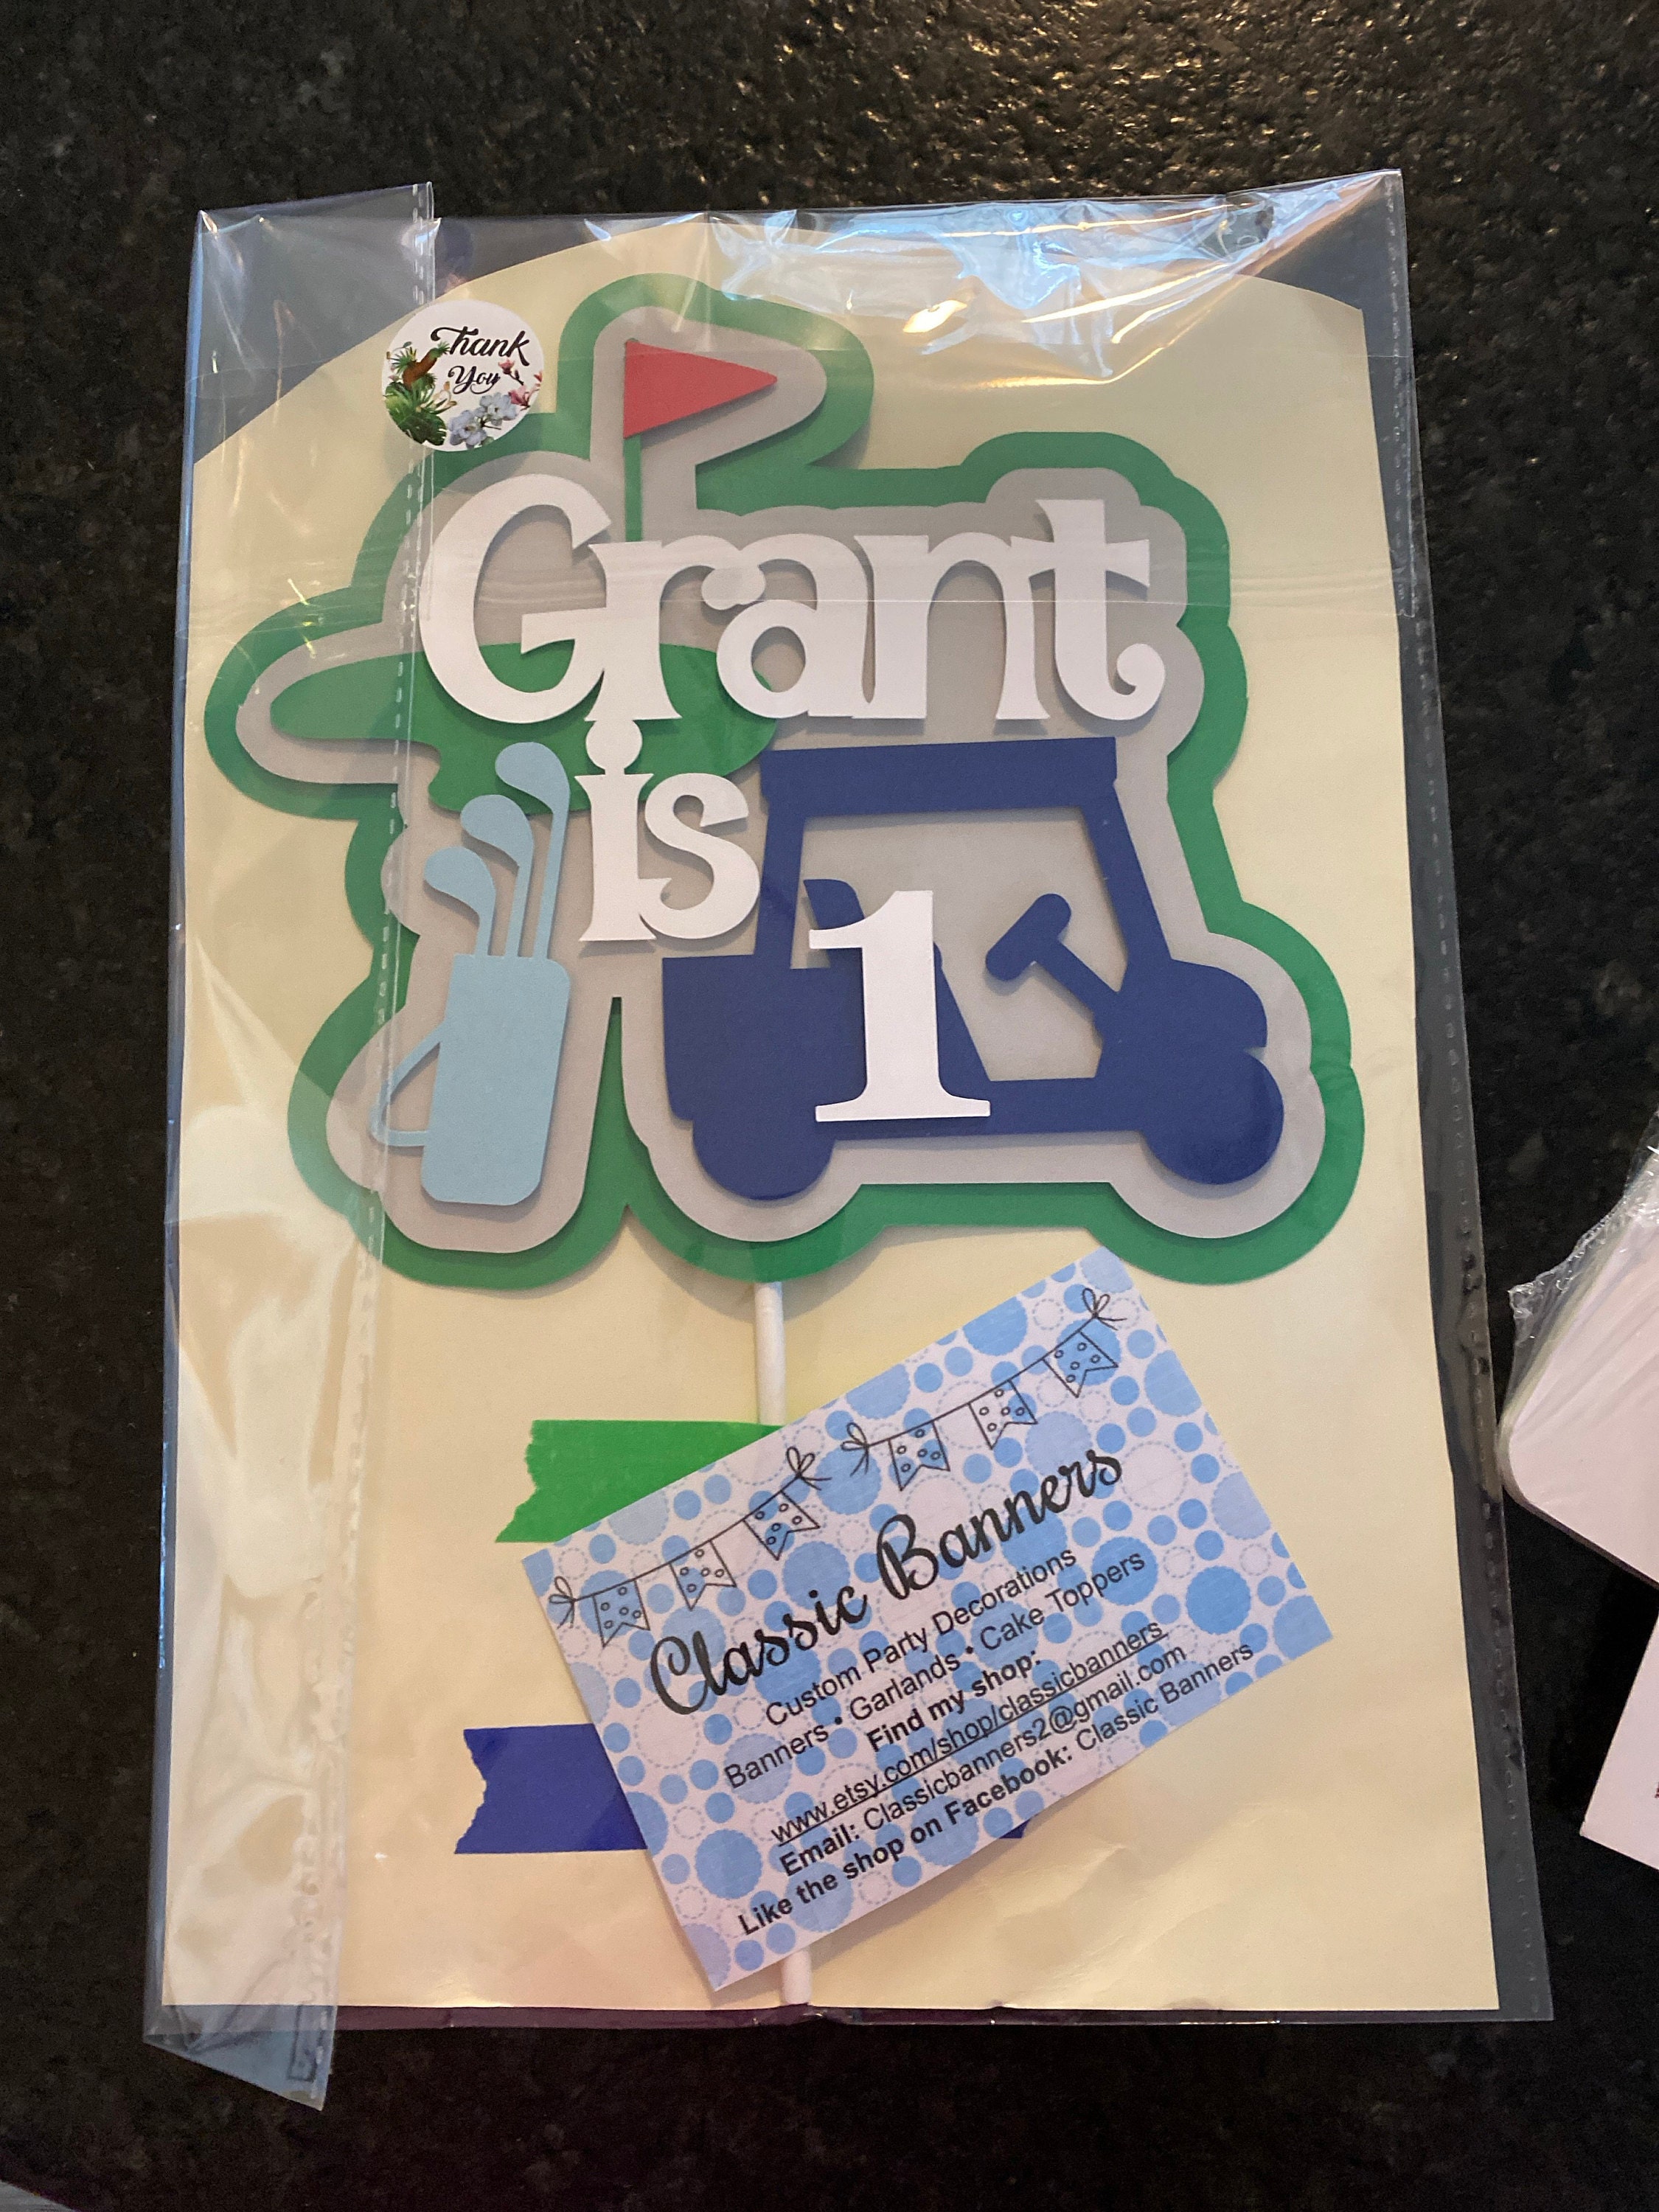 Thank
You
Grant
is
1
Classic Banners
Custom Party Decorations
Banners • Garlands • Cake Toppers
Find my shop:
www.etsy.com/shop/classicbanners
Email: Classicbanners2@gmail.com
Like the shop on Facebook: Classic Banners